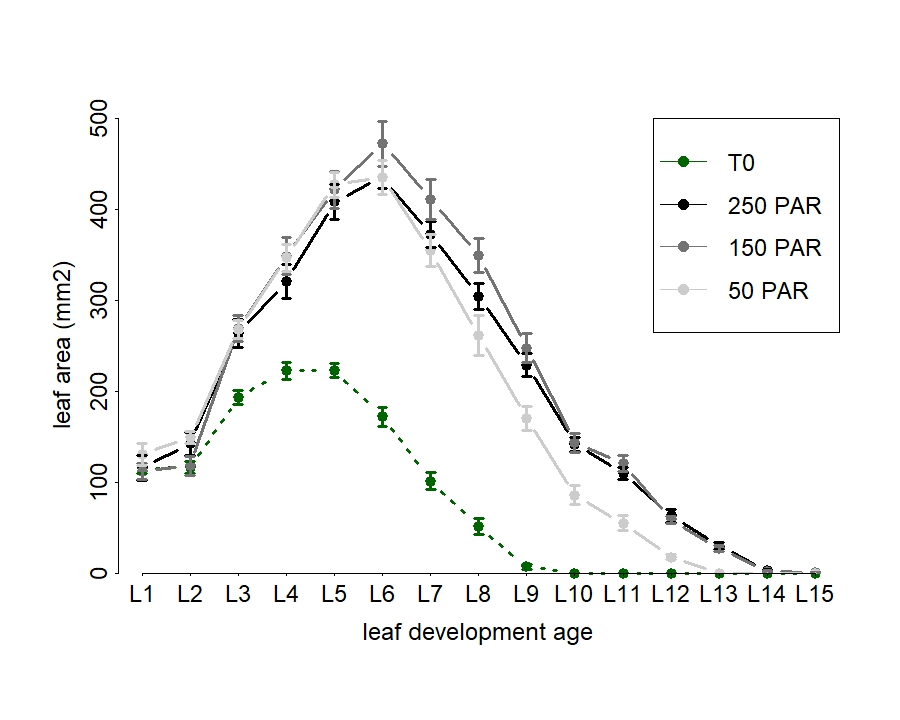 500
400
300
200
100
0
leaf area (mm2)
T0
250 PAR
150 PAR
50 PAR
L1 L2 L3 L4 L5 L6 L7 L8 L9 L10 L11 L12 L13 L14 L15
leaf development age